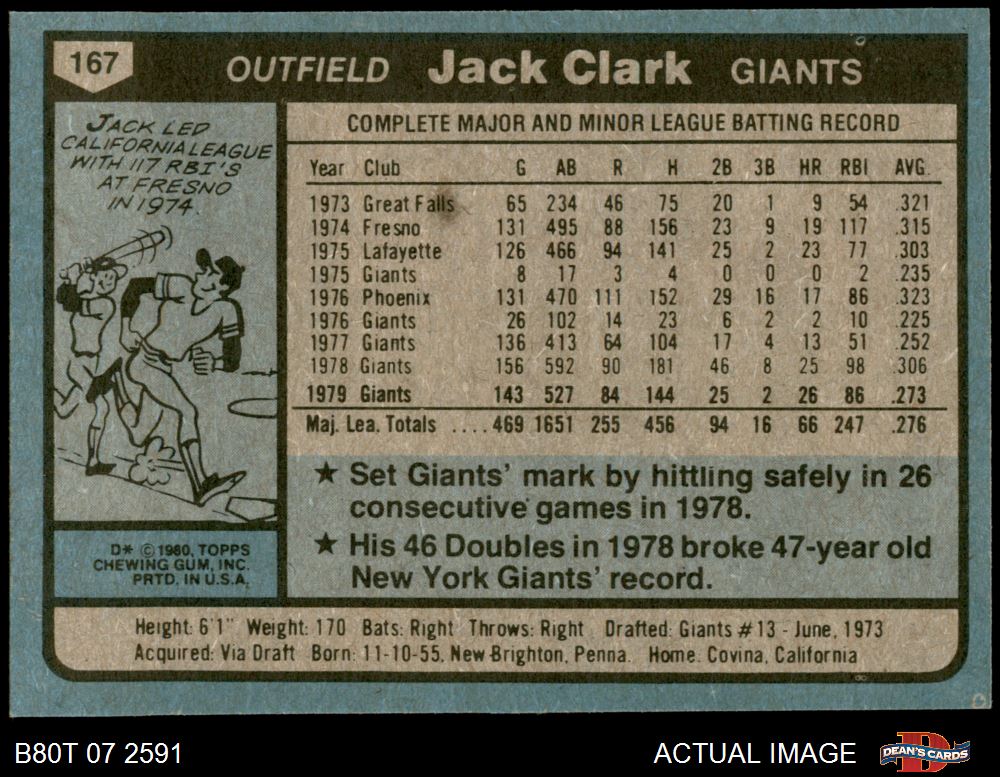 167
OUTFIELD Jack Clark GIANTS
JACK LED
CALIFORNIA LEAGUE
WITH 117 RBI'S
AT FRESNO
IN 1974.
COMPLETE MAJOR AND MINOR LEAGUE BATTING RECORD
Year Club G AB R H 2B 3B HR RBI AVG.
1973 Great Falls 65 234 46 75 20 1 9 54 .321
1974 Fresno 131 495 88 156 23 9 19 117 .315
1975 Lafayette 126 466 94 141 25 2 23 77 .303
1975 Giants 8 17 3 4 0 0 0 2 .235
1976 Phoenix 131 470 111 152 29 16 17 86 .323
1976 Giants 26 102 14 23 6 2 2 10 .225
1977 Giants 136 413 64 104 17 4 13 51 .252
1978 Giants 156 592 90 181 46 8 25 98 .306
1979 Giants 143 527 84 144 25 2 26 86 .273
Maj. Lea. Totals .... 469 1651 255 456 94 16 66 247 .276
★ Set Giants' mark by hittling safely in 26
consecutive games in 1978.
★ His 46 Doubles in 1978 broke 47-year old
New York Giants' record.
D* © 1980, TOPPS
CHEWING GUM, INC.
PRTD. IN U.S.A.
Height: 6'1" Weight: 170 Bats: Right Throws: Right Drafted: Giants #13 - June, 1973
Acquired: Via Draft Born: 11-10-55, New Brighton, Penna. Home: Covina, California
B80T 07 2591
ACTUAL IMAGE
D
DEAN'S CARDS